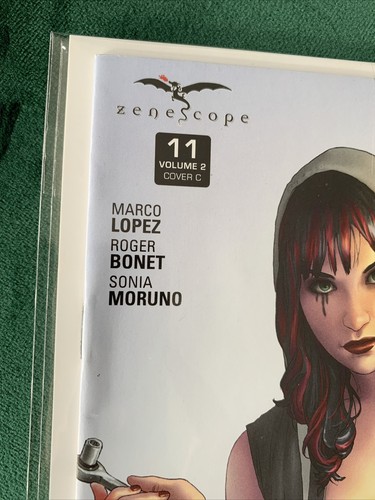 zenescope
11
VOLUME 2
COVER C
MARCO
LOPEZ
ROGER
BONET
SONIA
MORUNO